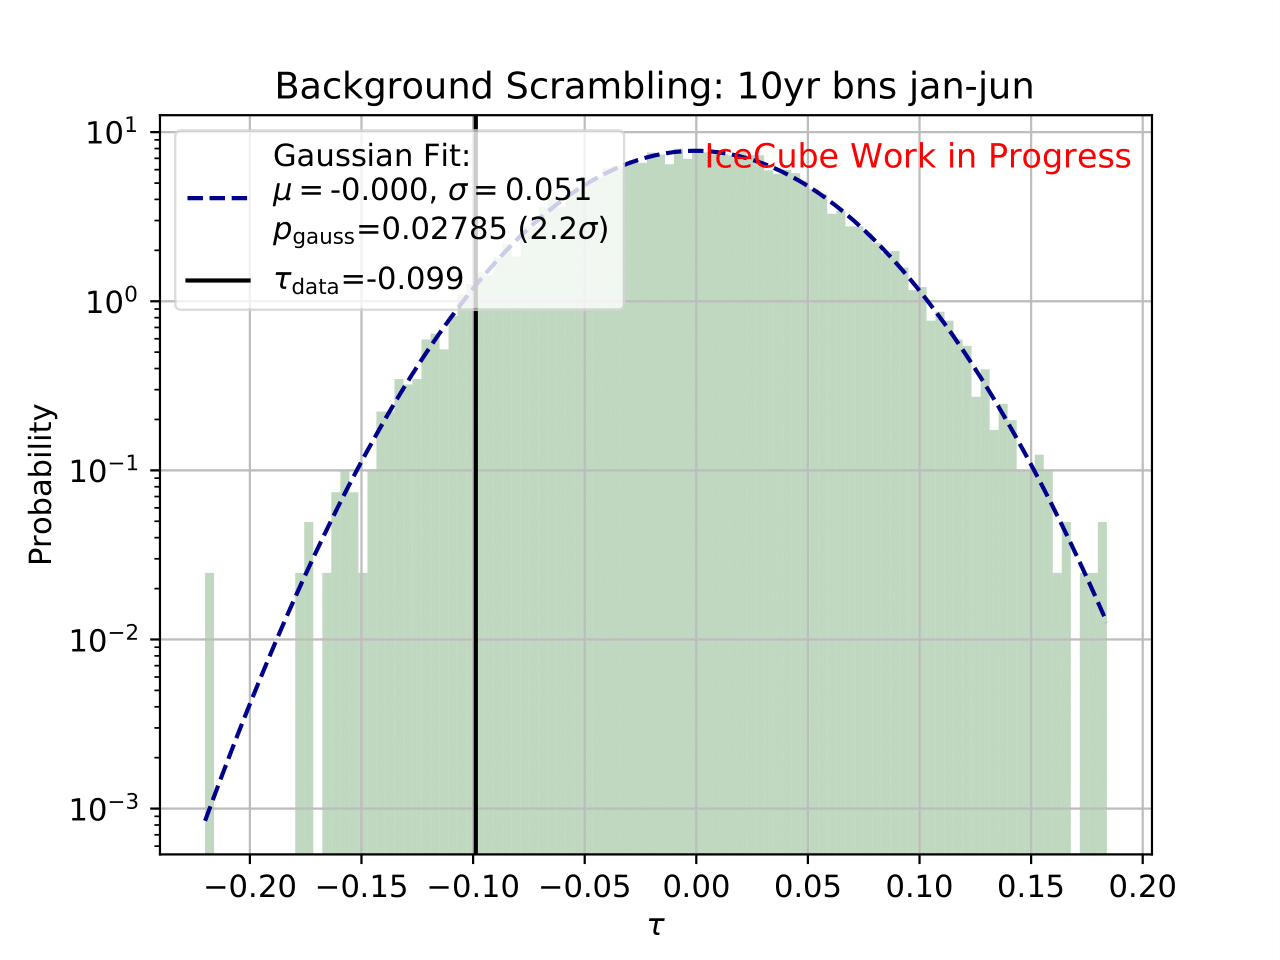 Background Scrambling: 10yr bns jan-jun
IceCube Work in Progress
Gaussian Fit:
μ = -0.000, σ = 0.051
p_gauss=0.02785 (2.2σ)
τ_data=-0.099
Probability
10¹
10⁰
10⁻¹
10⁻²
10⁻³
−0.20 −0.15 −0.10 −0.05 0.00 0.05 0.10 0.15 0.20
τ